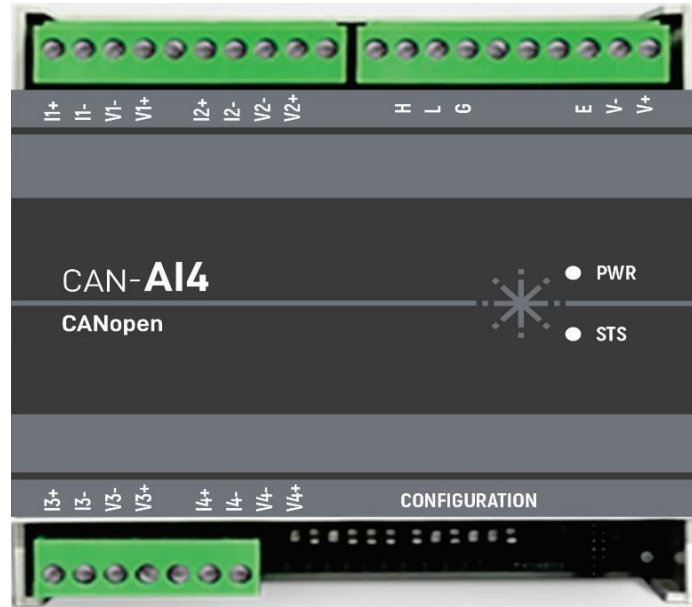 I1+ I1- V1- V1+ I2+ I2- V2- V2+ H L G E V- V+
CAN-AI4
PWR
CANopen
STS
I3+ I3- V3- V3+ I4+ I4- V4- V4+ CONFIGURATION